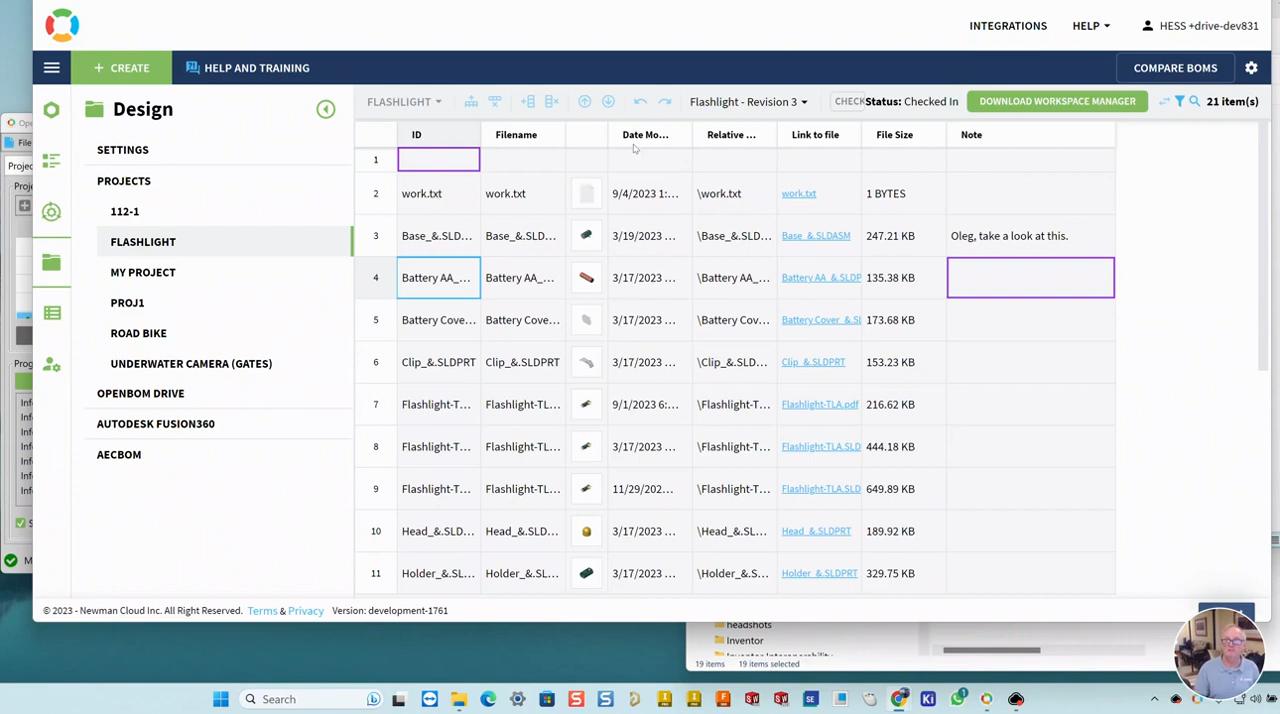 INTEGRATIONS HELP HESS +drive-dev831
+ CREATE HELP AND TRAINING COMPARE BOMS
Design
SETTINGS
PROJECTS
112-1
FLASHLIGHT
MY PROJECT
PROJ1
ROAD BIKE
UNDERWATER CAMERA (GATES)
OPENBOM DRIVE
AUTODESK FUSION360
AECBOM
FLASHLIGHT Flashlight - Revision 3 CHECK Status: Checked In DOWNLOAD WORKSPACE MANAGER 21 item(s)
ID Filename Date Mo... Relative ... Link to file File Size Note
1
2 work.txt work.txt 9/4/2023 1:... \work.txt work.txt 1 BYTES
3 Base_&.SLD... Base_&.SLD... 3/19/2023 ... \Base_&.SLD... Base_&.SLDASM 247.21 KB Oleg, take a look at this.
4 Battery AA_... Battery AA_... 3/17/2023 ... \Battery AA_... Battery AA_&.SLDP 135.38 KB
5 Battery Cove... Battery Cove... 3/17/2023 ... \Battery Cov... Battery Cover_&.SL 173.68 KB
6 Clip_&.SLDPRT Clip_&.SLDPRT 3/17/2023 ... \Clip_&.SLD... Clip_&.SLDPRT 153.23 KB
7 Flashlight-T... Flashlight-T... 9/1/2023 6:... \Flashlight-T... Flashlight-TLA.pdf 216.62 KB
8 Flashlight-T... Flashlight-TL... 3/17/2023 ... \Flashlight-T... Flashlight-TLA.SLD 444.18 KB
9 Flashlight-T... Flashlight-T... 11/29/202... \Flashlight-T... Flashlight-TLA.SLD 649.89 KB
10 Head_&.SLD... Head_&.SLD... 3/17/2023 ... \Head_&.SL... Head_&.SLDPRT 189.92 KB
11 Holder_&.SL... Holder_&.SL... 3/17/2023 ... \Holder_&.S... Holder_&.SLDPRT 329.75 KB
© 2023 - Newman Cloud Inc. All Right Reserved. Terms & Privacy Version: development-1761
headshots
Inventor
19 items 19 items selected
Search